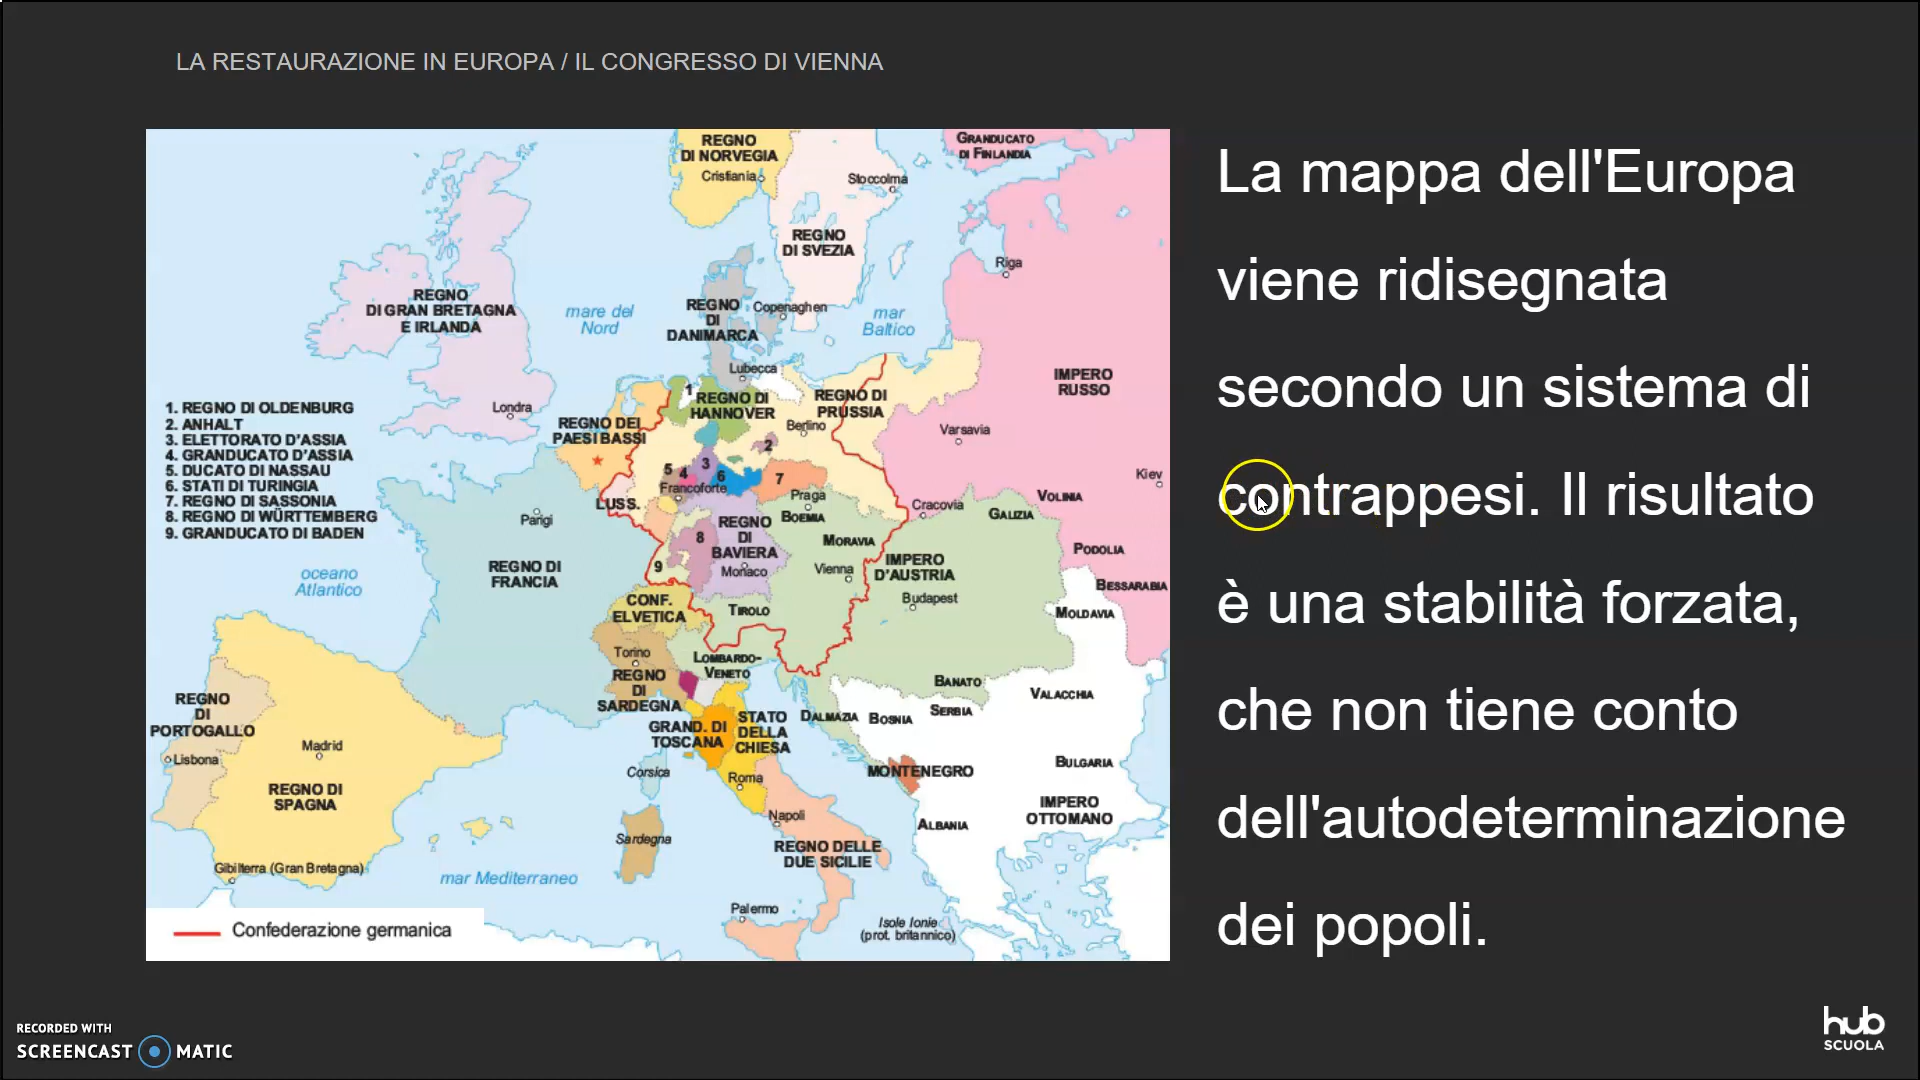 LA RESTAURAZIONE IN EUROPA / IL CONGRESSO DI VIENNA
REGNO
DI NORVEGIA
Cristiania
Stoccolma
GRANDUCATO
DI FINLANDIA
REGNO
DI SVEZIA
Riga
REGNO
DI GRAN BRETAGNA
E IRLANDA
mare del
Nord
REGNO
DI
DANIMARCA
Copenaghen
mar
Baltico
Lubecca
IMPERO
RUSSO
1
REGNO DI
HANNOVER
REGNO DI
PRUSSIA
Londra
REGNO DEI
PAESI BASSI
Berlino
2
Varsavia
1. REGNO DI OLDENBURG
2. ANHALT
3. ELETTORATO D'ASSIA
4. GRANDUCATO D'ASSIA
5. DUCATO DI NASSAU
6. STATI DI TURINGIA
7. REGNO DI SASSONIA
8. REGNO DI WÜRTTEMBERG
9. GRANDUCATO DI BADEN
3
5
4
6
7
Francoforte
Praga
BOEMIA
Kiev
VOLINIA
Cracovia
GALIZIA
LUSS.
Parigi
REGNO
DI
BAVIERA
8
Monaco
9
MORAVIA
Vienna
IMPERO
D'AUSTRIA
PODOLIA
BESSARABIA
REGNO DI
FRANCIA
oceano
Atlantico
CONF.
ELVETICA
TIROLO
Budapest
MOLDAVIA
Torino
REGNO
DI
SARDEGNA
LOMBARDO-
VENETO
BANATO
VALACCHIA
REGNO
DI
PORTOGALLO
Lisbona
Madrid
REGNO DI
SPAGNA
GRAND. DI
TOSCANA
STATO
DELLA
CHIESA
DALMAZIA
BOSNIA
SERBIA
Corsica
Roma
MONTENEGRO
BULGARIA
Sardegna
Napoli
ALBANIA
IMPERO
OTTOMANO
REGNO DELLE
DUE SICILIE
Gibilterra (Gran Bretagna)
mar Mediterraneo
Palermo
Isole Ionie
(prot. britannico)
Confederazione germanica
La mappa dell'Europa
viene ridisegnata
secondo un sistema di
contrappesi. Il risultato
è una stabilità forzata,
che non tiene conto
dell'autodeterminazione
dei popoli.
RECORDED WITH
SCREENCAST MATIC
hub
SCUOLA